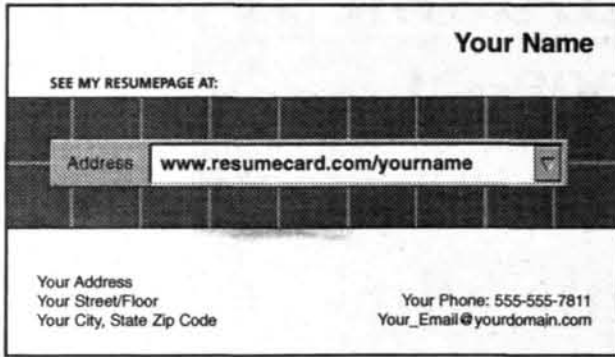 Your Name
SEE MY RESUMEPAGE AT:
Address www.resumecard.com/yourname
Your Address
Your Street/Floor
Your City, State Zip Code
Your Phone: 555-555-7811
Your_Email@yourdomain.com